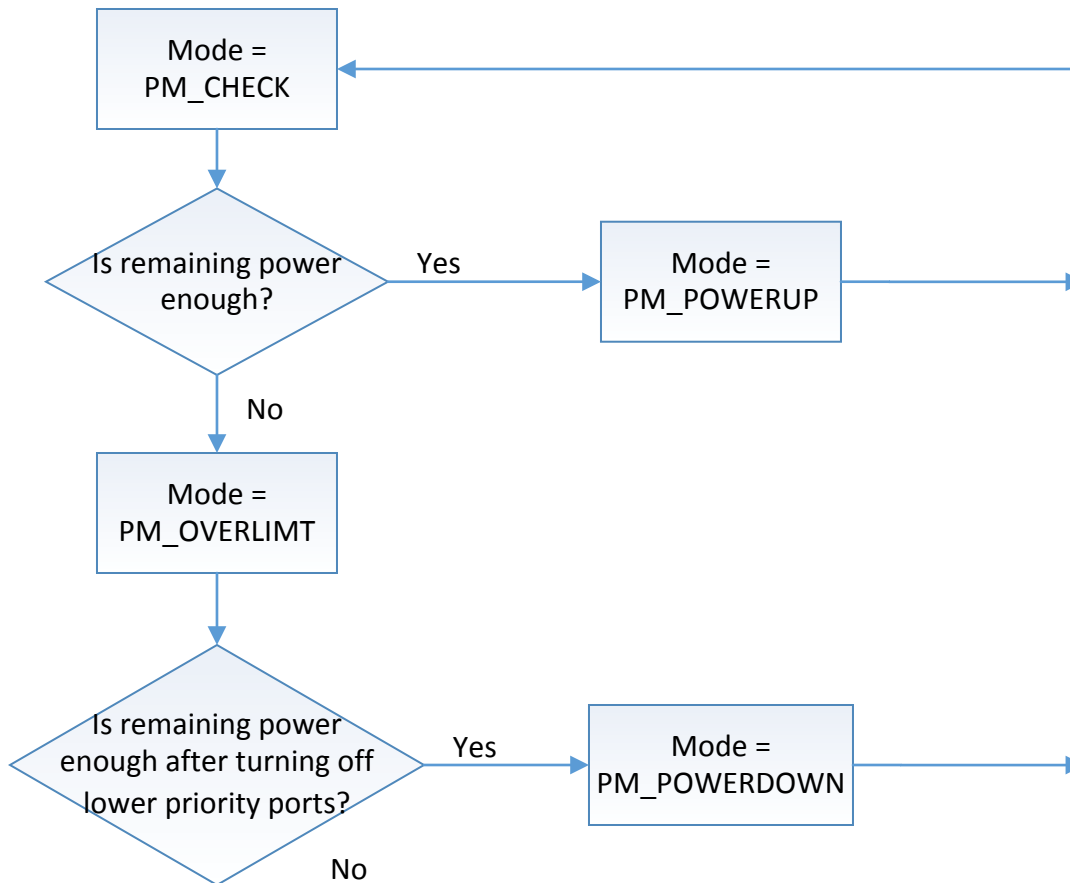 Mode =
PM_CHECK
Is remaining power
enough?
Yes
Mode =
PM_POWERUP
No
Mode =
PM_OVERLIMT
Is remaining power
enough after turning off
lower priority ports?
Yes
Mode =
PM_POWERDOWN
No